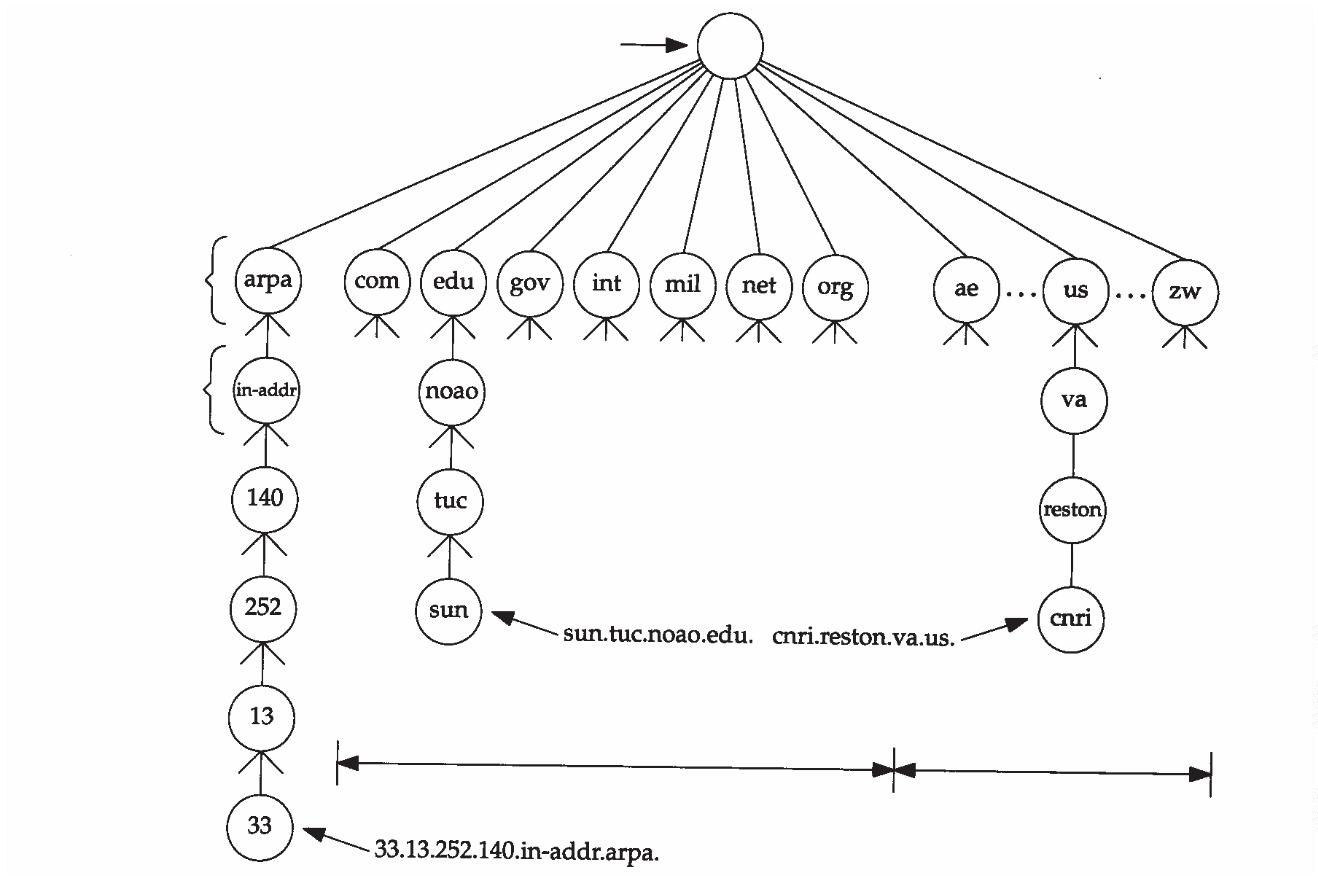 arpa com edu gov int mil net org ae ... us ... zw
in-addr noao va
140 tuc reston
252 sun cnri
sun.tuc.noao.edu. cnri.reston.va.us.
13
33
33.13.252.140.in-addr.arpa.